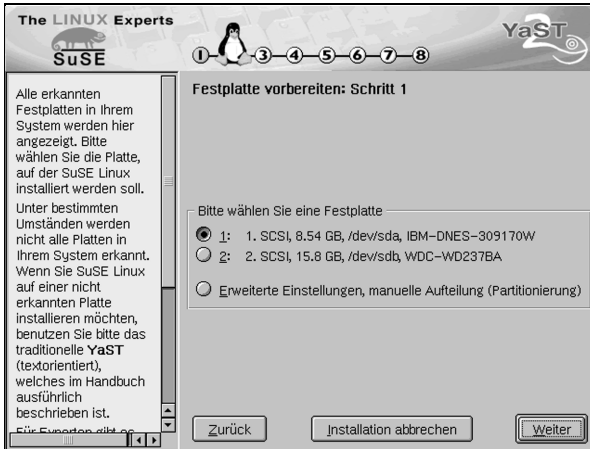 The LINUX Experts
SuSE
1 3 4 5 6 7 8
YaST 2
Alle erkannten
Festplatten in Ihrem
System werden hier
angezeigt. Bitte
wählen Sie die Platte,
auf der SuSE Linux
installiert werden soll.
Unter bestimmten
Umständen werden
nicht alle Platten in
Ihrem System erkannt.
Wenn Sie SuSE Linux
auf einer nicht
erkannten Platte
installieren möchten,
benutzen Sie bitte das
traditionelle YaST
(textorientiert),
welches im Handbuch
ausführlich
beschrieben ist.
Für Experten gibt es
Festplatte vorbereiten: Schritt 1
Bitte wählen Sie eine Festplatte
1: 1. SCSI, 8.54 GB, /dev/sda, IBM-DNES-309170W
2: 2. SCSI, 15.8 GB, /dev/sdb, WDC-WD237BA
Erweiterte Einstellungen, manuelle Aufteilung (Partitionierung)
Zurück
Installation abbrechen
Weiter